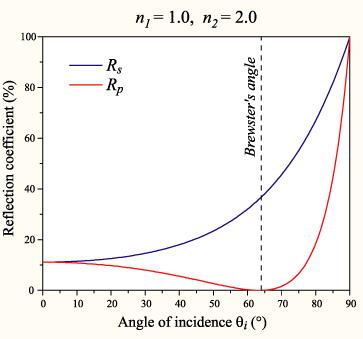 n₁ = 1.0, n₂ = 2.0
100
80
60
40
20
0
Reflection coefficient (%)
Rₛ
Rₚ
Brewster's angle
0 10 20 30 40 50 60 70 80 90
Angle of incidence θᵢ (°)